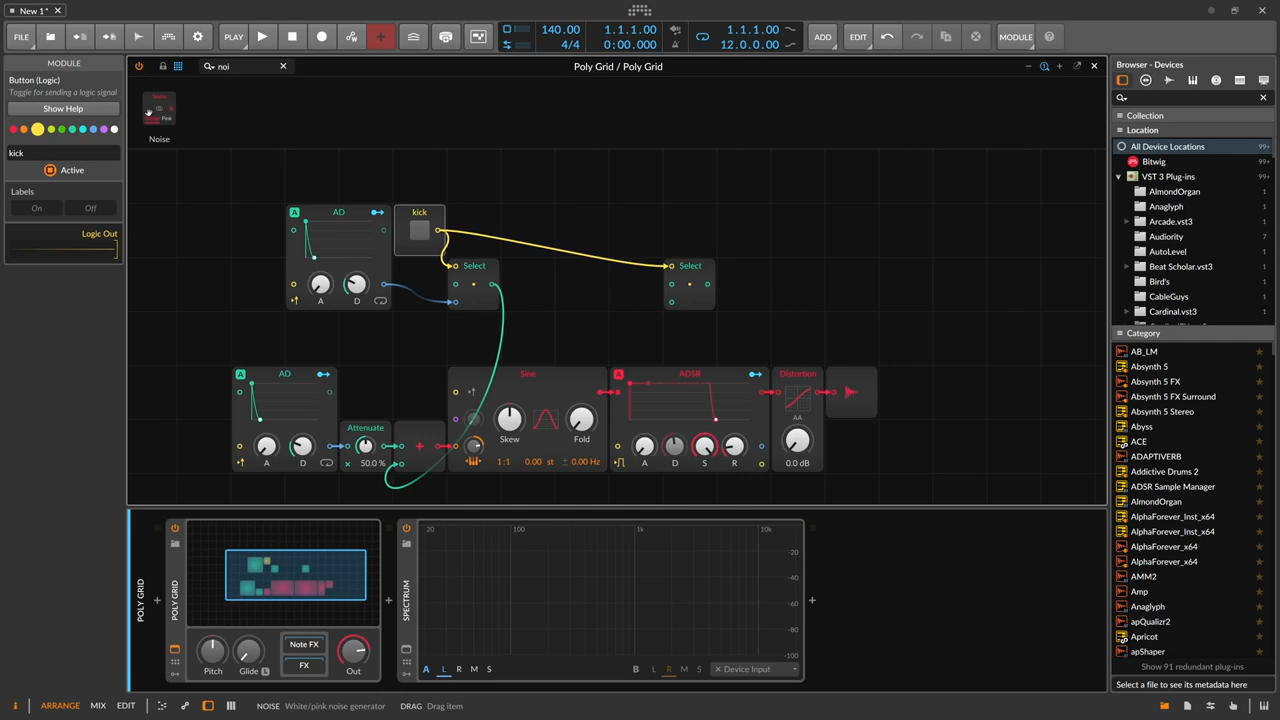 New 1*
FILE
PLAY
140.00
4/4
1.1.1.00
0:00.000
1.1.1.00
12.0.0.00
ADD
EDIT
MODULE
MODULE
Button (Logic)
Toggle for sending a logic signal
Show Help
kick
Active
Labels
On
Off
Logic Out
noi
Poly Grid / Poly Grid
Noise
Pink
Noise
AD
A
D
kick
Select
Select
AD
A
D
Attenuate
50.0 %
Sine
Skew
Fold
1:1
0.00 st
± 0.00 Hz
ADSR
A
D
S
R
Distortion
AA
0.0 dB
POLY GRID
POLY GRID
Pitch
Glide
L
Note FX
FX
Out
SPECTRUM
20
100
1k
10k
-20
-40
-60
-80
-100
A
L
R
M
S
B
L
R
M
S
Device Input
Browser - Devices
Collection
Location
All Device Locations
99+
Bitwig
99+
VST 3 Plug-ins
99+
AlmondOrgan
1
Anaglyph
1
Arcade.vst3
1
Audiority
7
AutoLevel
1
Beat Scholar.vst3
1
Bird's
1
CableGuys
1
Cardinal.vst3
1
Category
AB_LM
Absynth 5
Absynth 5 FX
Absynth 5 FX Surround
Absynth 5 Stereo
Abyss
ACE
ADAPTIVERB
Addictive Drums 2
ADSR Sample Manager
AlmondOrgan
AlphaForever_Inst_x64
AlphaForever_Inst_x64
AlphaForever_x64
AlphaForever_x64
AMM2
Amp
Anaglyph
apQualizr2
Apricot
apShaper
Show 91 redundant plug-ins
Select a file to see its metadata here
ARRANGE
MIX
EDIT
NOISE
White/pink noise generator
DRAG
Drag item